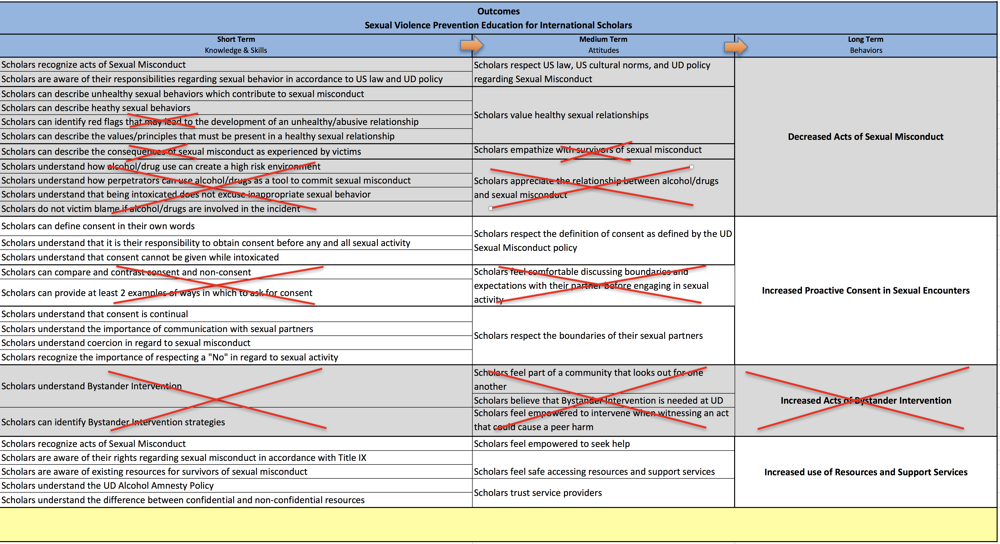 Outcomes
Sexual Violence Prevention Education for International Scholars
Short Term
Knowledge & Skills
Medium Term
Attitudes
Long Term
Behaviors
Scholars recognize acts of Sexual Misconduct
Scholars are aware of their responsibilities regarding sexual behavior in accordance to US law and UD policy
Scholars respect US law, US cultural norms, and UD policy
regarding Sexual Misconduct
Scholars can describe unhealthy sexual behaviors which contribute to sexual misconduct
Scholars can describe heathy sexual behaviors
Scholars can identify red flags that may lead to the development of an unhealthy/abusive relationship
Scholars can describe the values/principles that must be present in a healthy sexual relationship
Scholars value healthy sexual relationships
Scholars can describe the consequences of sexual misconduct as experienced by victims
Scholars empathize with survivors of sexual misconduct
Scholars understand how alcohol/drug use can create a high risk environment
Scholars understand how perpetrators can use alcohol/drugs as a tool to commit sexual misconduct
Scholars understand that being intoxicated does not excuse inappropriate sexual behavior
Scholars do not victim blame if alcohol/drugs are involved in the incident
Scholars appreciate the relationship between alcohol/drugs
and sexual misconduct
Decreased Acts of Sexual Misconduct
Scholars can define consent in their own words
Scholars understand that it is their responsibility to obtain consent before any and all sexual activity
Scholars understand that consent cannot be given while intoxicated
Scholars respect the definition of consent as defined by the UD
Sexual Misconduct policy
Scholars can compare and contrast consent and non-consent
Scholars can provide at least 2 examples of ways in which to ask for consent
Scholars feel comfortable discussing boundaries and
expectations with their partner before engaging in sexual
activity
Scholars understand that consent is continual
Scholars understand the importance of communication with sexual partners
Scholars understand coercion in regard to sexual misconduct
Scholars recognize the importance of respecting a "No" in regard to sexual activity
Scholars respect the boundaries of their sexual partners
Increased Proactive Consent in Sexual Encounters
Scholars understand Bystander Intervention
Scholars can identify Bystander Intervention strategies
Scholars feel part of a community that looks out for one
another
Scholars believe that Bystander Intervention is needed at UD
Scholars feel empowered to intervene when witnessing an act
that could cause a peer harm
Increased Acts of Bystander Intervention
Scholars recognize acts of Sexual Misconduct
Scholars are aware of their rights regarding sexual misconduct in accordance with Title IX
Scholars are aware of existing resources for survivors of sexual misconduct
Scholars understand the UD Alcohol Amnesty Policy
Scholars understand the difference between confidential and non-confidential resources
Scholars feel empowered to seek help
Scholars feel safe accessing resources and support services
Scholars trust service providers
Increased use of Resources and Support Services